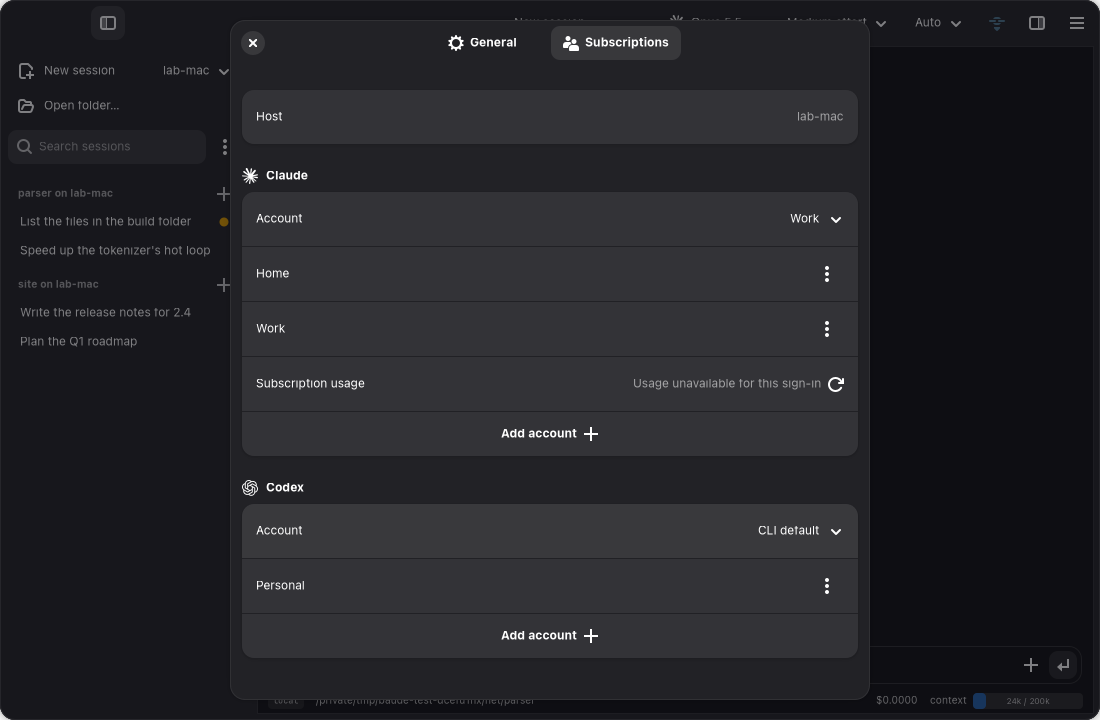 Auto
General
Subscriptions
New session
lab-mac
Open folder...
Search sessions
parser on lab-mac
List the files in the build folder
Speed up the tokenizer's hot loop
site on lab-mac
Write the release notes for 2.4
Plan the Q1 roadmap
Host
lab-mac
Claude
Account
Work
Home
Work
Subscription usage
Usage unavailable for this sign-in
Add account
Codex
Account
CLI default
Personal
Add account
$0.0000
context
24k / 200k